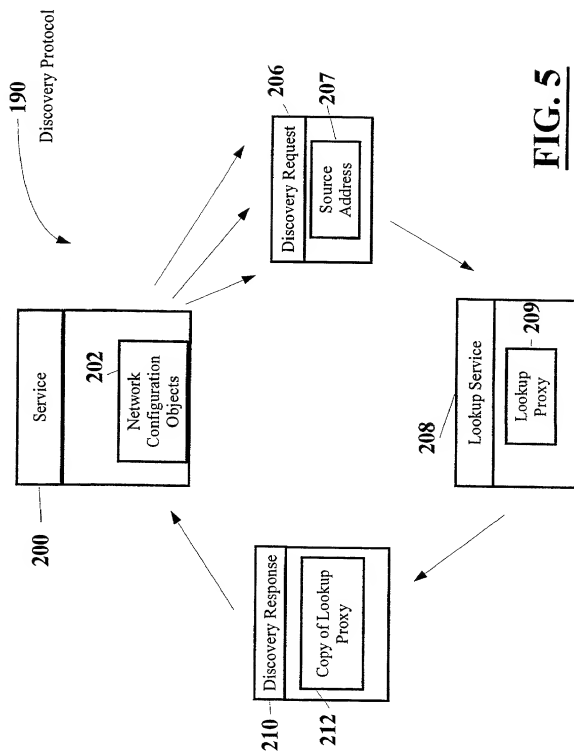 190
Discovery Protocol
Service
200
202
Network
Configuration
Objects
206
Discovery Request
207
Source
Address
208
Lookup Service
209
Lookup
Proxy
210
Discovery Response
212
Copy of Lookup
Proxy
FIG. 5